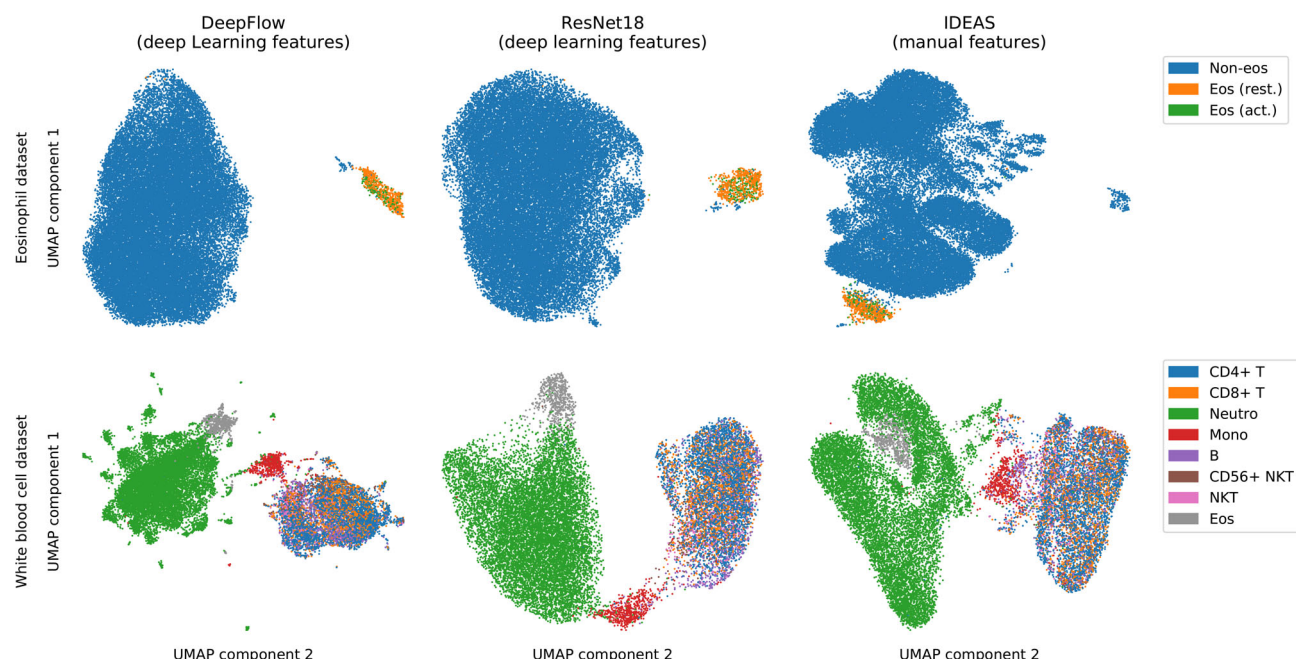 DeepFlow
(deep Learning features)
ResNet18
(deep learning features)
IDEAS
(manual features)
Non-eos
Eos (rest.)
Eos (act.)
Eosinophil dataset
UMAP component 1
CD4+ T
CD8+ T
Neutro
Mono
B
CD56+ NKT
NKT
Eos
White blood cell dataset
UMAP component 1
UMAP component 2
UMAP component 2
UMAP component 2